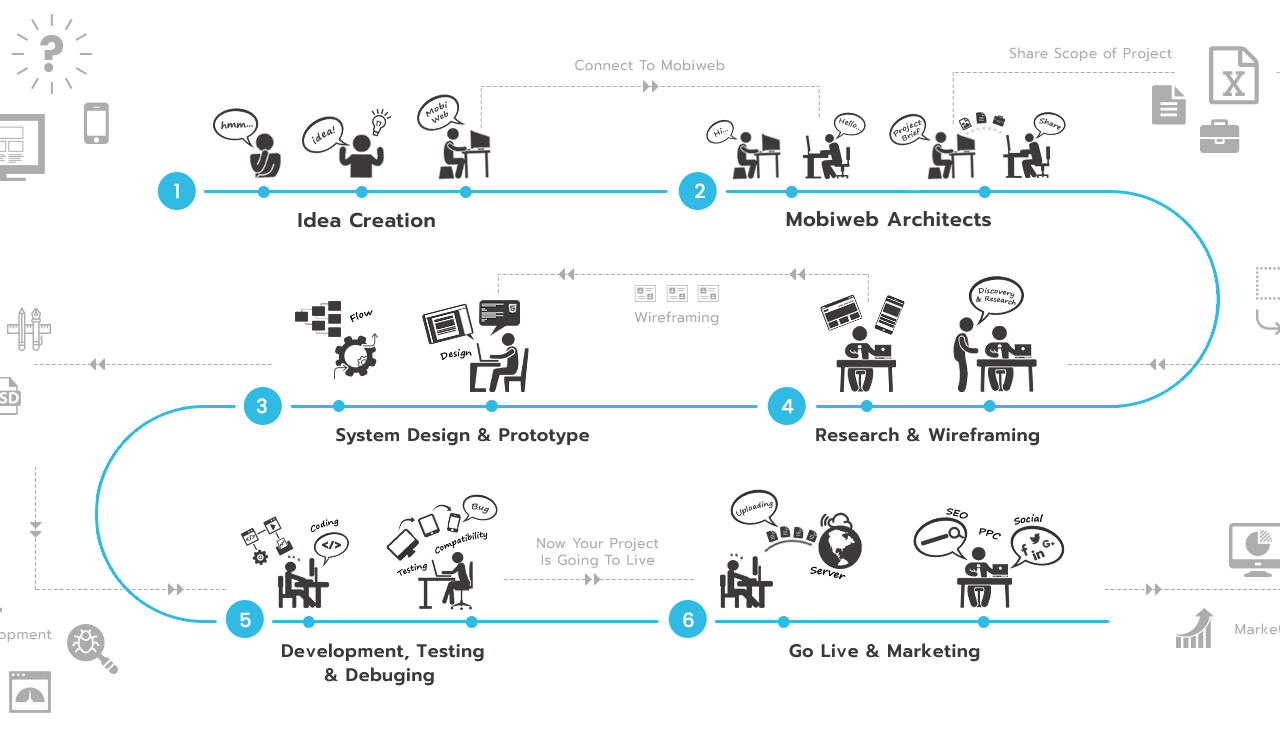 ?
Connect To Mobiweb
Share Scope of Project
X
hmm...
idea!
Mobi
Web
Hi...
Hello...
Project
Brief
Share
1
2
Idea Creation
Mobiweb Architects
Flow
Design
Wireframing
Discovery
& Research
SD
3
4
System Design & Prototype
Research & Wireframing
Coding
</>
Testing
Compatibility
Bug
Now Your Project
Is Going To Live
Uploading
Server
SEO
PPC
Social
f
in
G+
5
6
opment
Market
Development, Testing
& Debuging
Go Live & Marketing